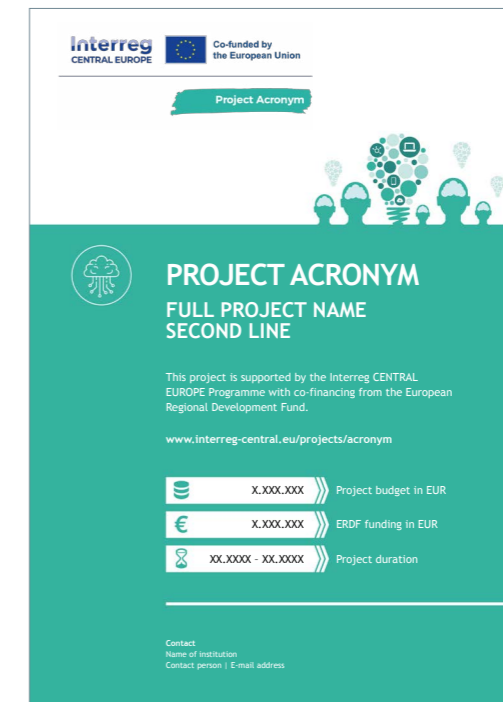 Interreg
CENTRAL EUROPE
Co-funded by
the European Union
Project Acronym
PROJECT ACRONYM
FULL PROJECT NAME
SECOND LINE
This project is supported by the Interreg CENTRAL
EUROPE Programme with co-financing from the European
Regional Development Fund.
www.interreg-central.eu/projects/acronym
X.XXX.XXX Project budget in EUR
€ X.XXX.XXX ERDF funding in EUR
XX.XXXX – XX.XXXX Project duration
Contact
Name of institution
Contact person | E-mail address